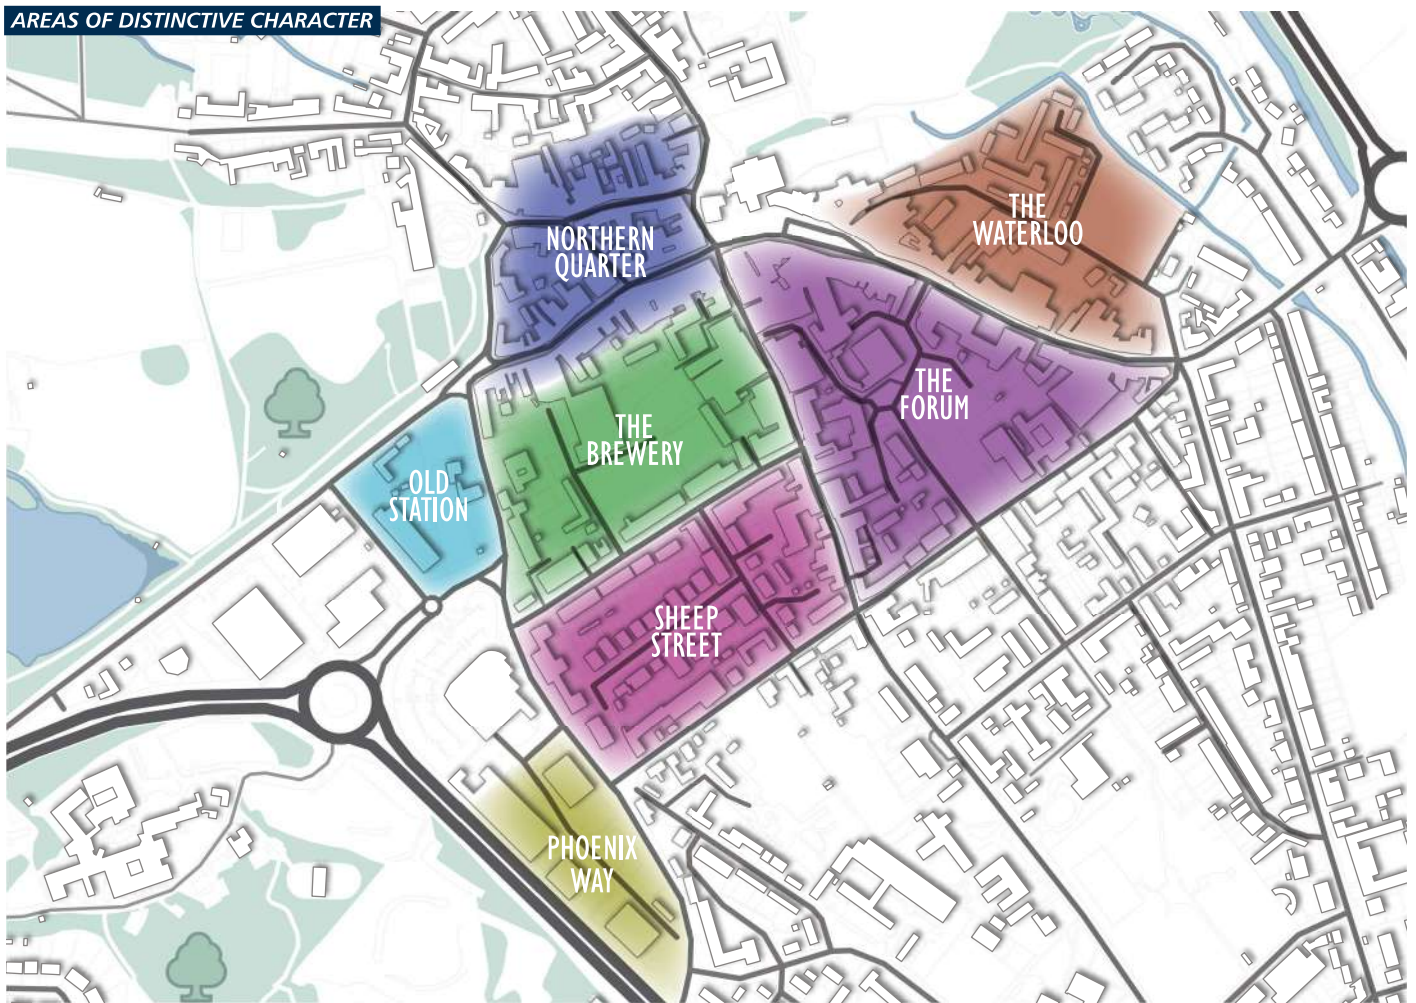 AREAS OF DISTINCTIVE CHARACTER
THE
WATERLOO
NORTHERN
QUARTER
THE
FORUM
THE
BREWERY
OLD
STATION
SHEEP
STREET
PHOENIX
WAY